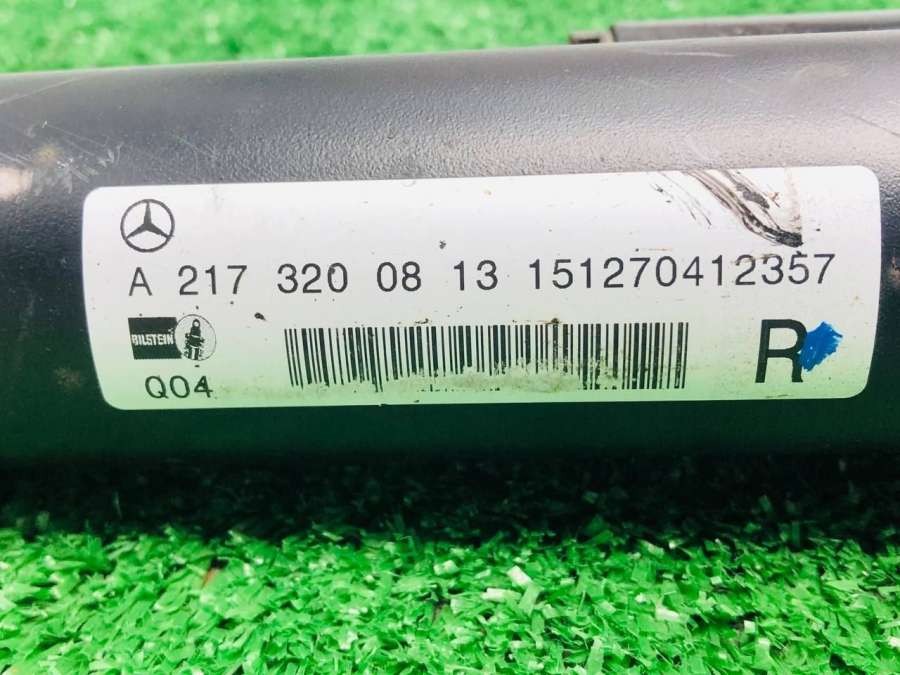 A 217 320 08 13 151270412357
BILSTEIN
Q04
R